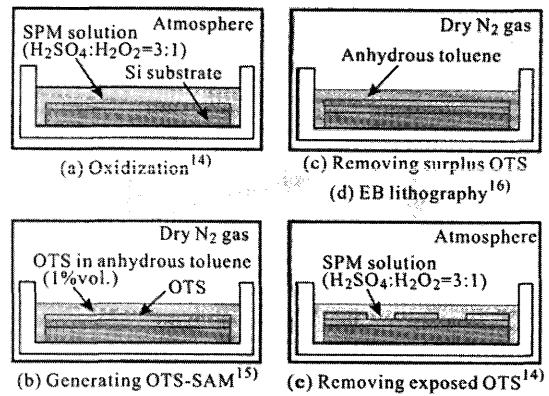 Atmosphere
SPM solution
(H₂SO₄:H₂O₂=3:1)
Si substrate
(a) Oxidization¹⁴⁾
Dry N₂ gas
OTS in anhydrous toluene
(1%vol.)
OTS
(b) Generating OTS-SAM¹⁵⁾
Dry N₂ gas
Anhydrous toluene
(c) Removing surplus OTS
(d) EB lithography¹⁶⁾
Atmosphere
SPM solution
(H₂SO₄:H₂O₂=3:1)
(e) Removing exposed OTS¹⁴⁾